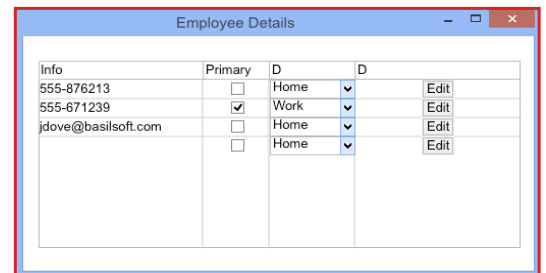 Employee Details
Info Primary D D
555-876213 Home Edit
555-671239 Work Edit
jdove@basilsoft.com Home Edit
Home Edit